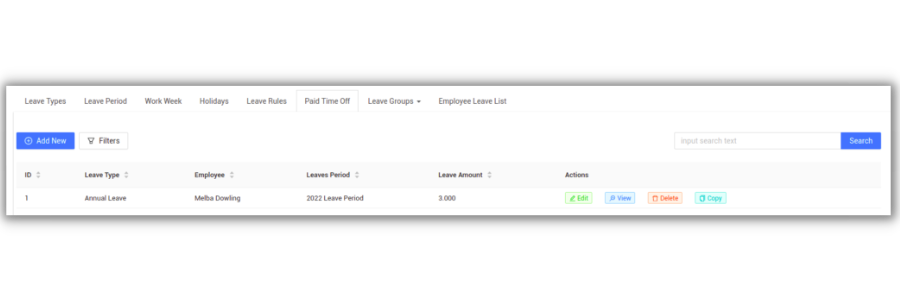 Leave Types Leave Period Work Week Holidays Leave Rules Paid Time Off Leave Groups Employee Leave List
Add New Filters input search text Search
ID Leave Type Employee Leaves Period Leave Amount Actions
1 Annual Leave Melba Dowling 2022 Leave Period 3.000 Edit View Delete Copy